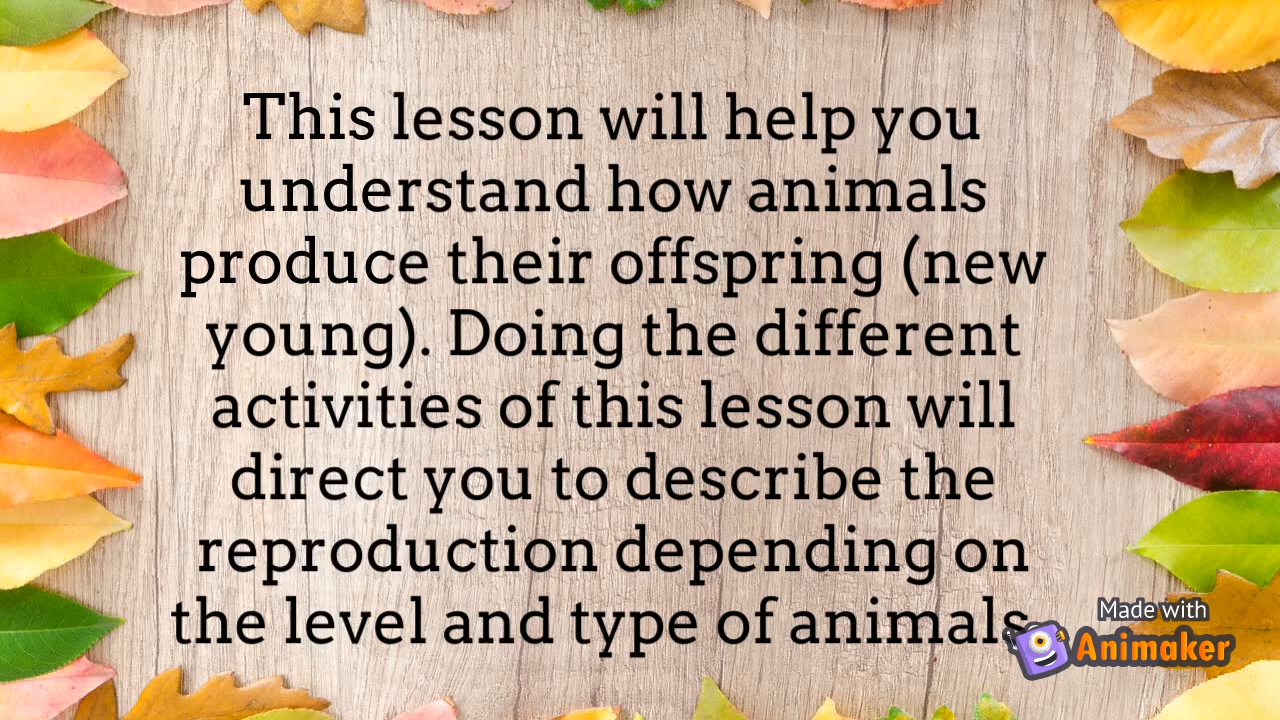 This lesson will help you
understand how animals
produce their offspring (new
young). Doing the different
activities of this lesson will
direct you to describe the
reproduction depending on
the level and type of animals.
Made with
Animaker